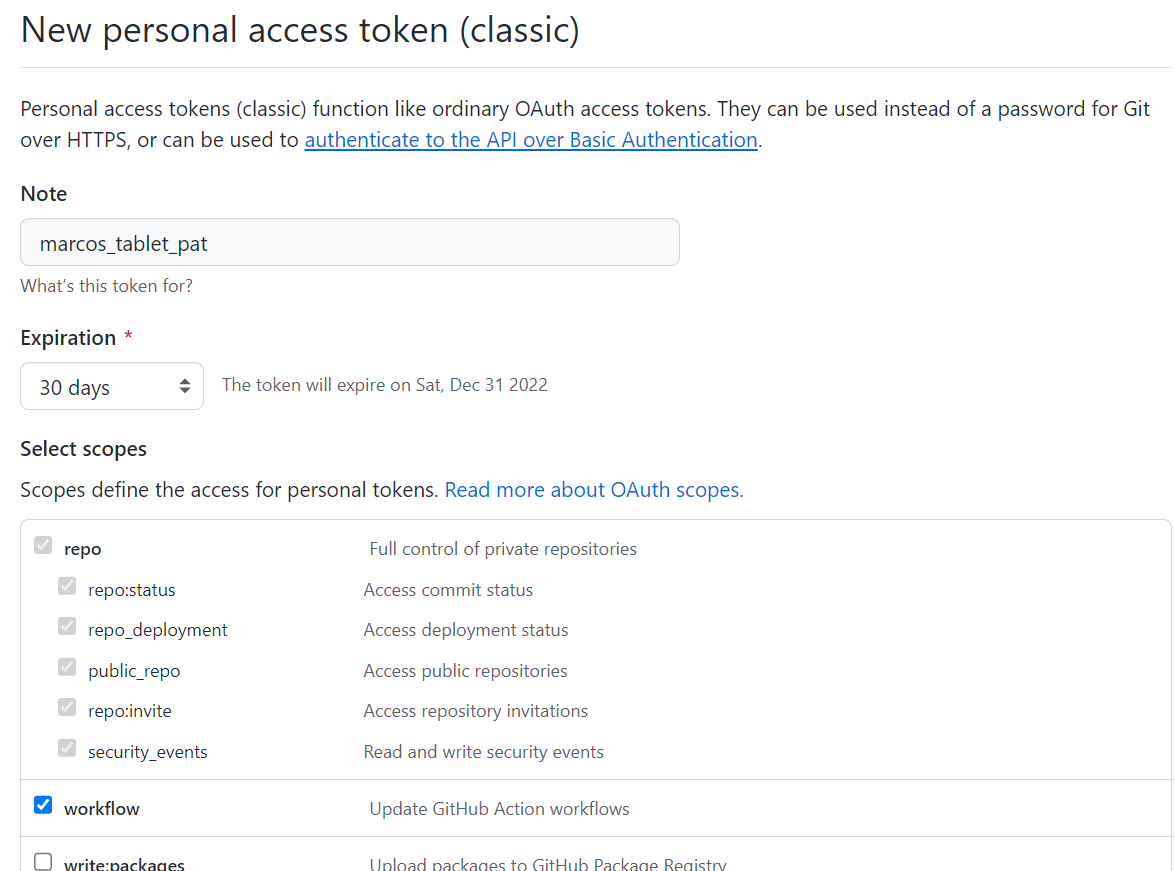 New personal access token (classic)
Personal access tokens (classic) function like ordinary OAuth access tokens. They can be used instead of a password for Git
over HTTPS, or can be used to authenticate to the API over Basic Authentication.
Note
marcos_tablet_pat
What's this token for?
Expiration *
30 days The token will expire on Sat, Dec 31 2022
Select scopes
Scopes define the access for personal tokens. Read more about OAuth scopes.
repo Full control of private repositories
repo:status Access commit status
repo_deployment Access deployment status
public_repo Access public repositories
repo:invite Access repository invitations
security_events Read and write security events
workflow Update GitHub Action workflows
write:packages Upload packages to GitHub Package Registry